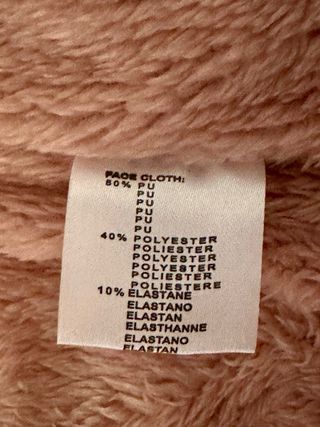 FACE CLOTH:
50% PU
PU
PU
PU
PU
PU
40% POLYESTER
POLIESTER
POLYESTER
POLYESTER
POLIESTER
POLIESTERE
10% ELASTANE
ELASTANO
ELASTAN
ELASTHANNE
ELASTANO
ELASTAN